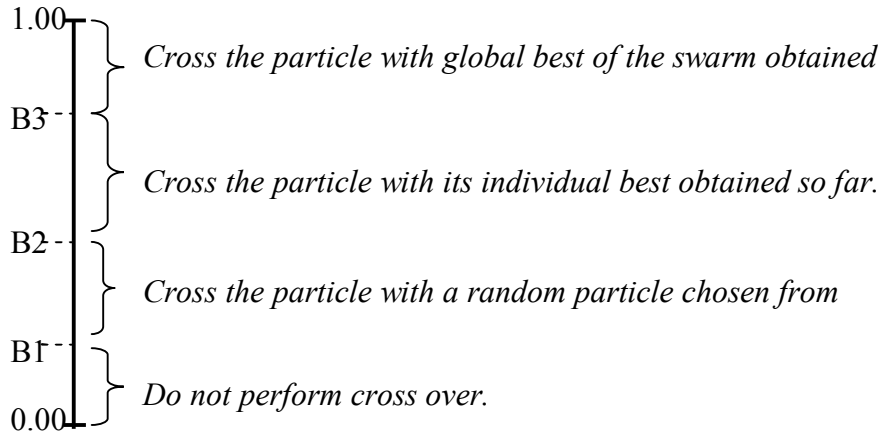 1.00
Cross the particle with global best of the swarm obtained
B3
Cross the particle with its individual best obtained so far.
B2
Cross the particle with a random particle chosen from
B1
Do not perform cross over.
0.00